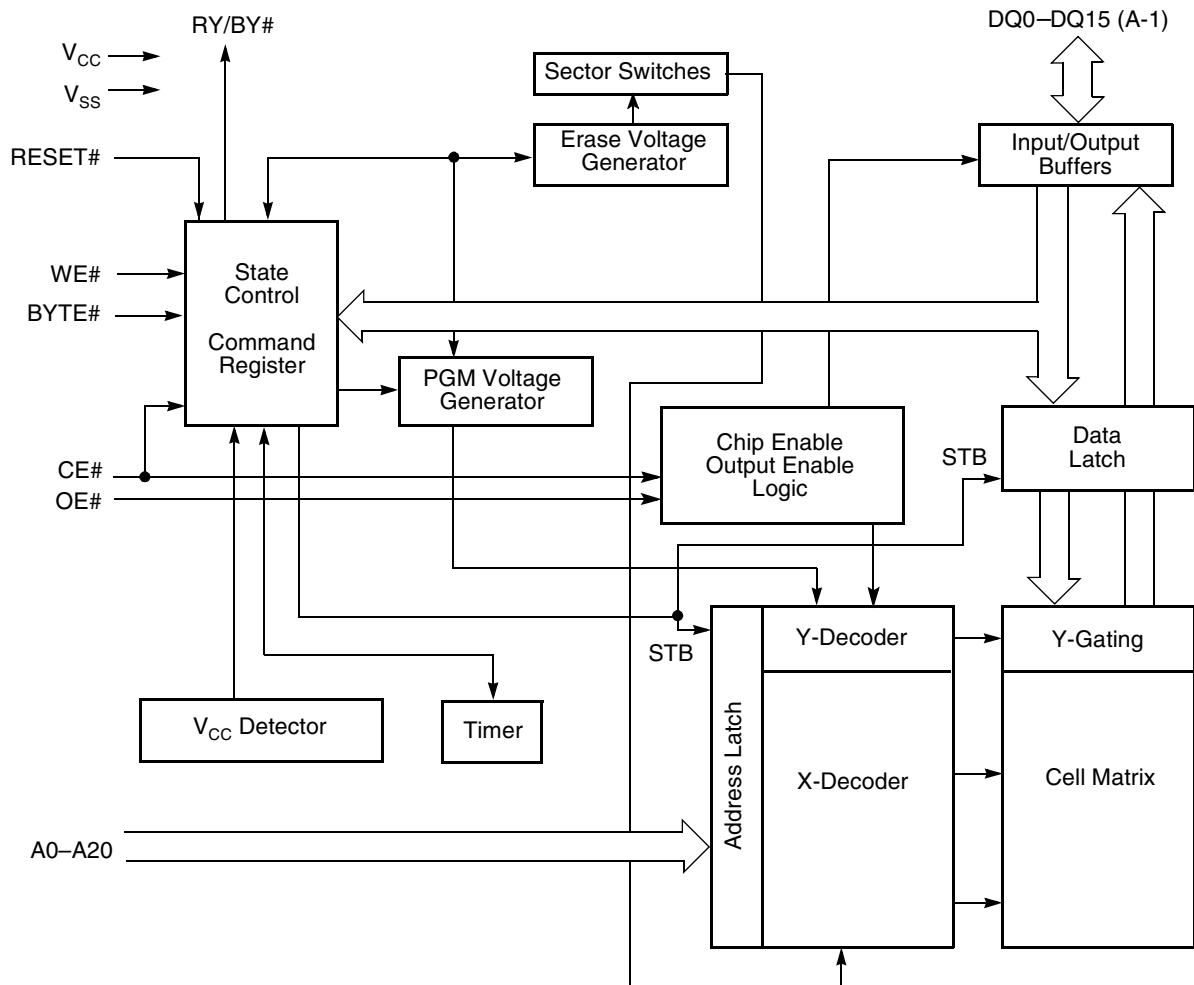 RY/BY#
DQ0–DQ15 (A-1)
VCC
VSS
Sector Switches
Erase Voltage
Generator
Input/Output
Buffers
RESET#
WE#
BYTE#
State
Control
Command
Register
PGM Voltage
Generator
Chip Enable
Output Enable
Logic
Data
Latch
STB
CE#
OE#
STB
Y-Decoder
Y-Gating
VCC Detector
Timer
Address Latch
X-Decoder
Cell Matrix
A0–A20